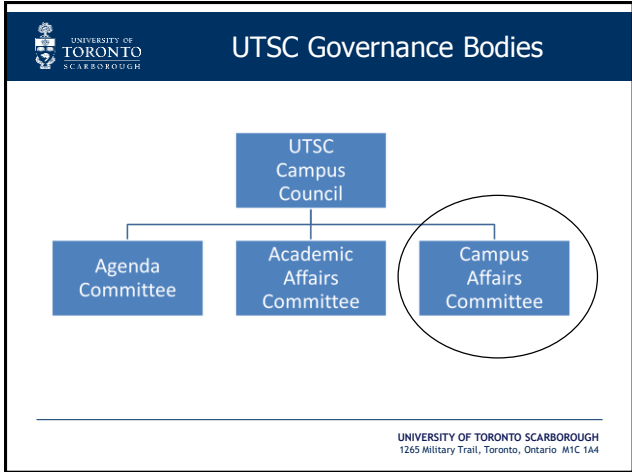 UNIVERSITY OF
TORONTO
SCARBOROUGH
UTSC Governance Bodies
UTSC
Campus
Council
Agenda
Committee
Academic
Affairs
Committee
Campus
Affairs
Committee
UNIVERSITY OF TORONTO SCARBOROUGH
1265 Military Trail, Toronto, Ontario M1C 1A4